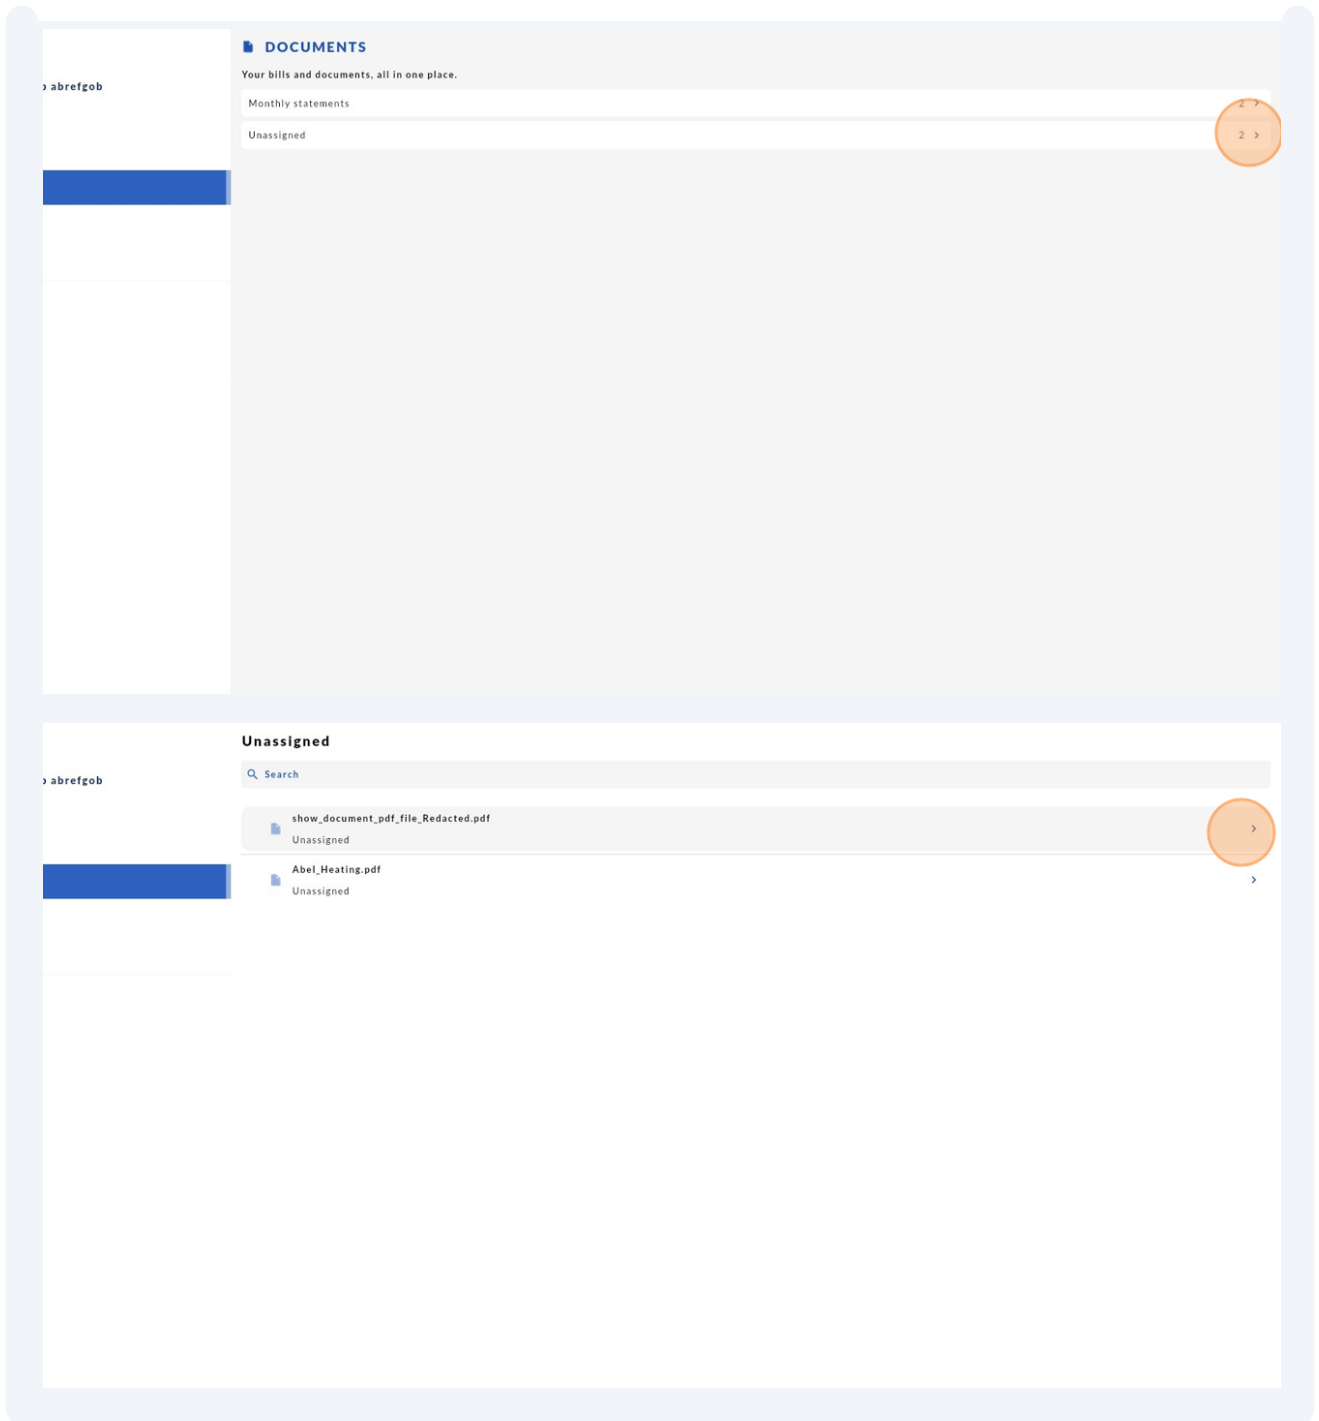 DOCUMENTS
Your bills and documents, all in one place.
abrefgob
Monthly statements 2
Unassigned 2
Unassigned
abrefgob
Search
show_document_pdf_file_Redacted.pdf
Unassigned
Abel_Heating.pdf
Unassigned